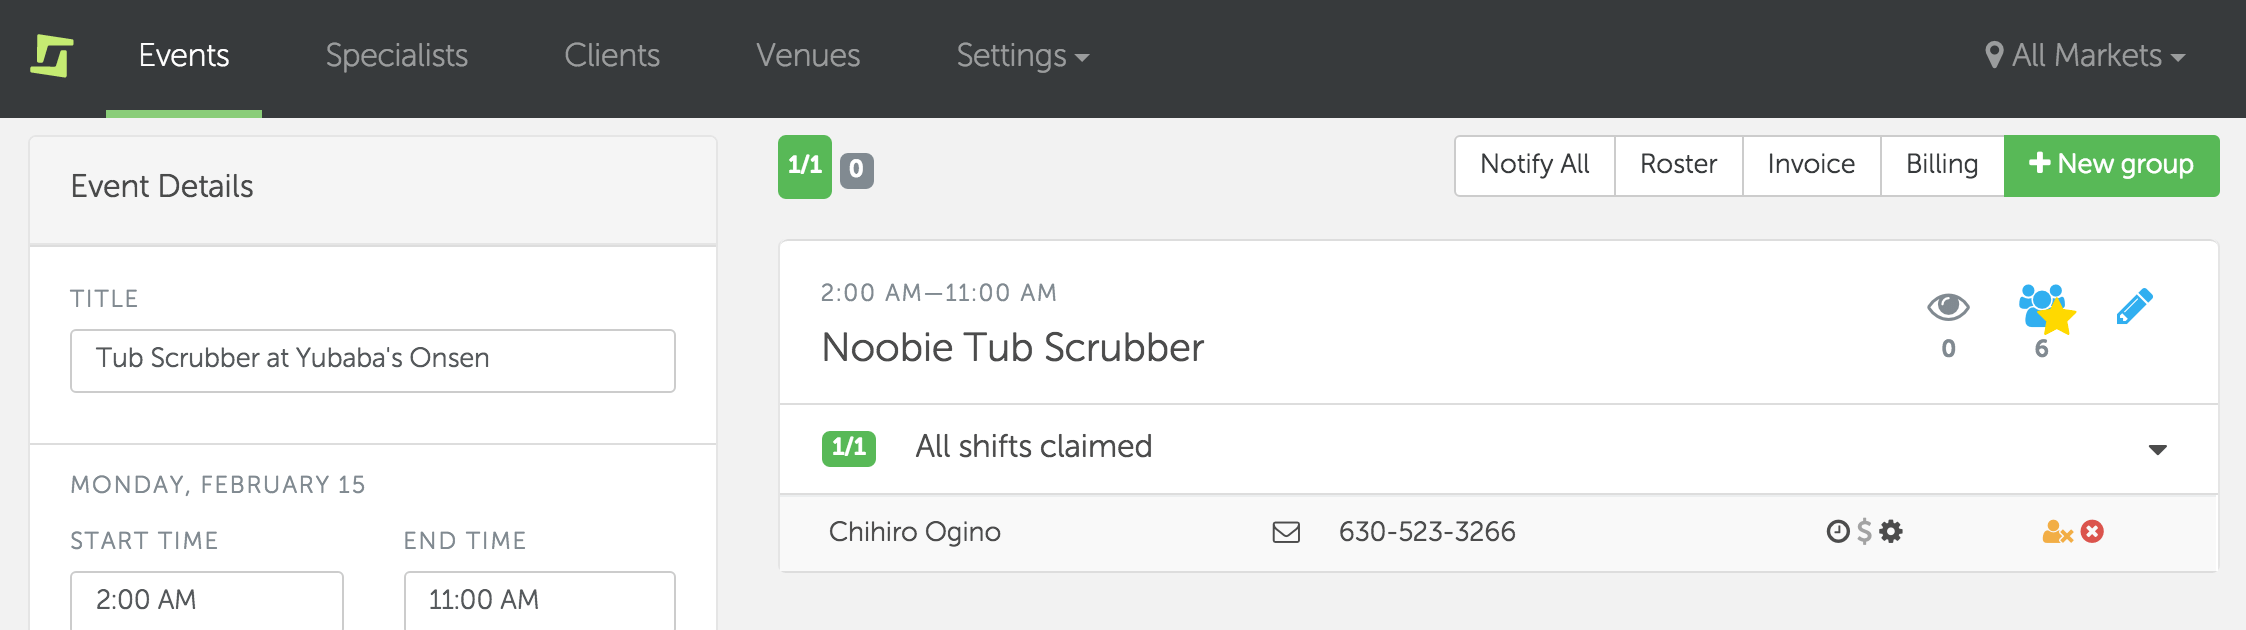 Events Specialists Clients Venues Settings All Markets
Event Details
TITLE
Tub Scrubber at Yubaba's Onsen
MONDAY, FEBRUARY 15
START TIME END TIME
2:00 AM 11:00 AM
1/1 0
Notify All Roster Invoice Billing New group
2:00 AM—11:00 AM
Noobie Tub Scrubber
0 6
1/1 All shifts claimed
Chihiro Ogino 630-523-3266